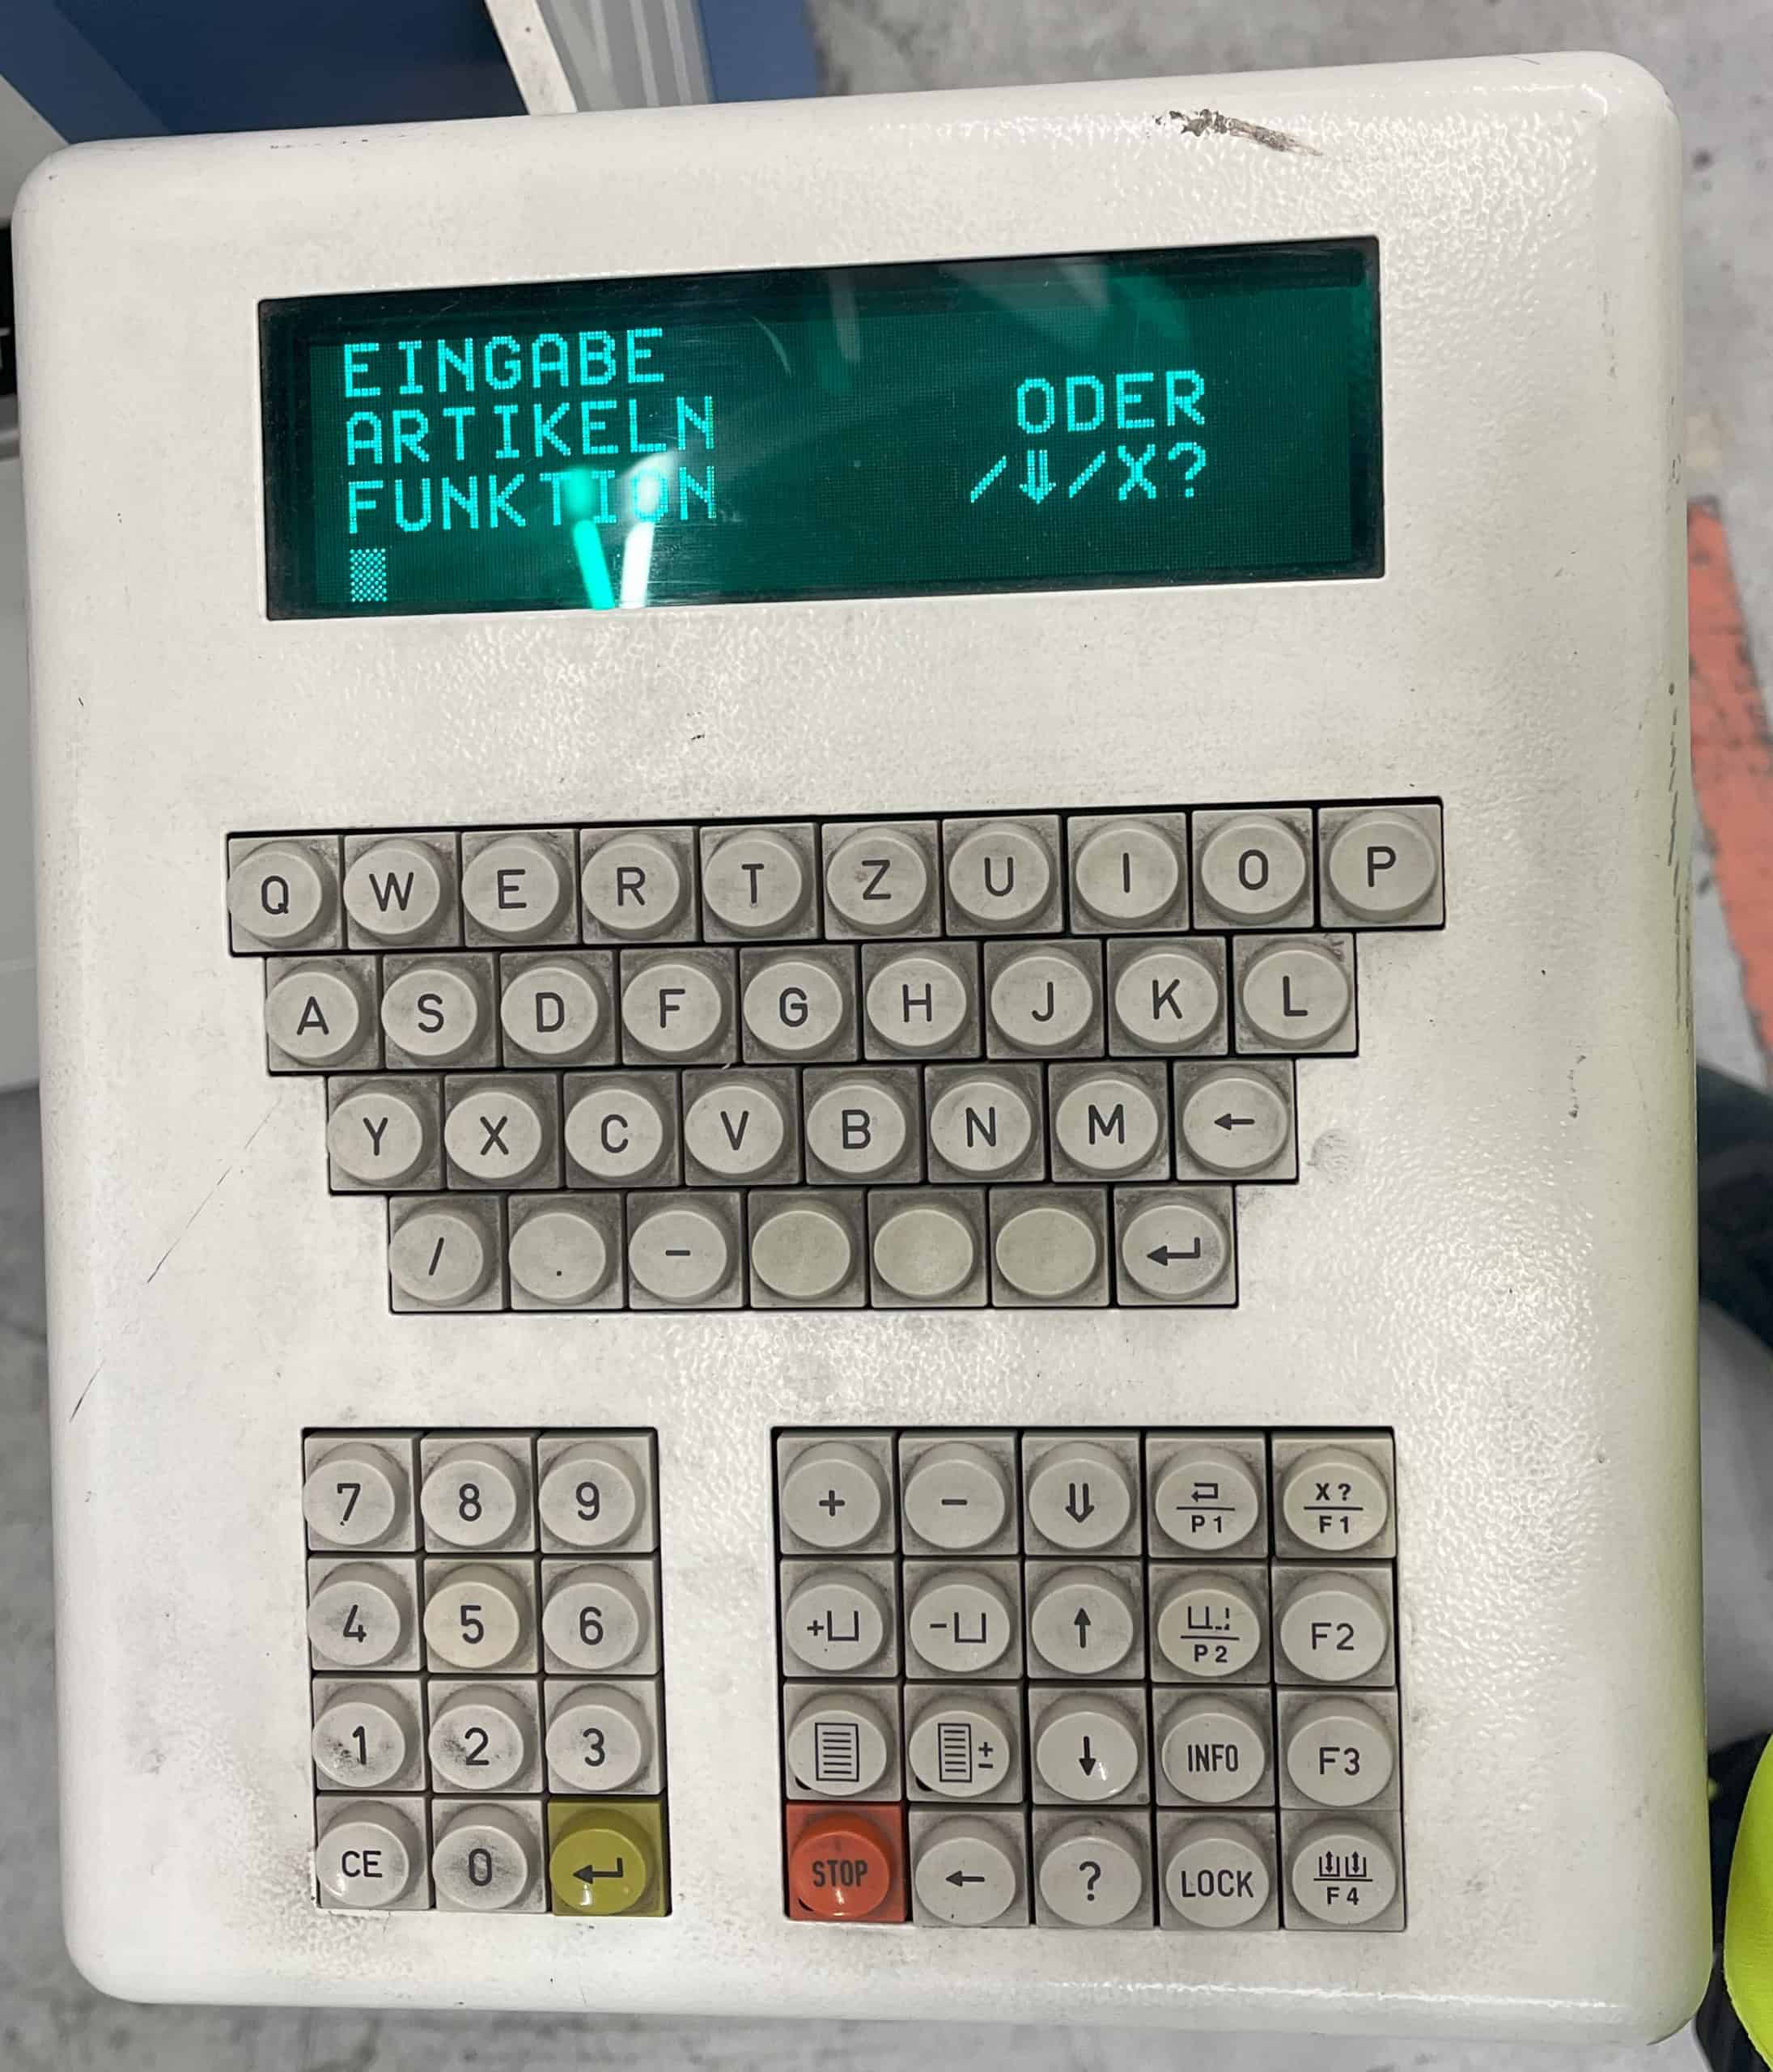 EINGABE
ARTIKELN ODER
FUNKTION /⇓/X?
Q W E R T Z U I O P
A S D F G H J K L
Y X C V B N M ←
/ . - ↵
7 8 9
4 5 6
1 2 3
CE 0 ↵
+ - ⇓ P1 X? F1
+⊔ -⊔ ↑ P2 F2
± ↓ INFO F3
STOP ← ? LOCK F4